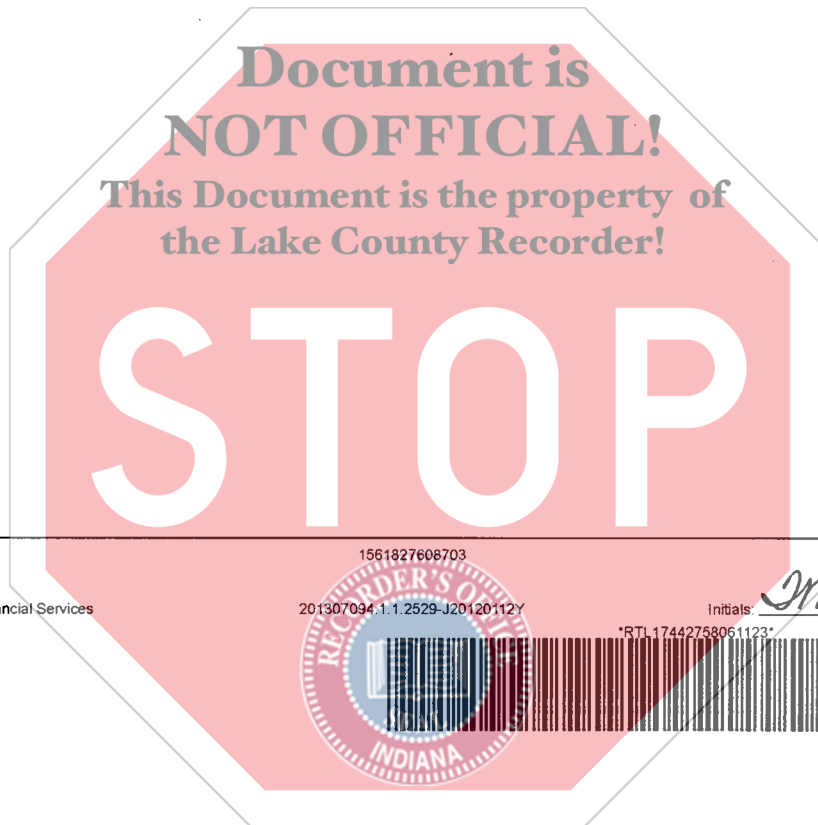 Document is
NOT OFFICIAL!
This Document is the property of
the Lake County Recorder!
STOP
1561827608703
ncial Services
201307094.1.1.2529-J20120112Y
Initials:
*RTL17442758061123*
RECORDER'S OFFICE
SEAL
INDIANA